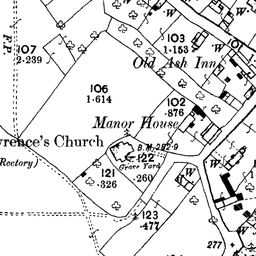 W
W
103
1·153
107
2·239
F.P.
Old Ash Inn
W
106
1·614
102
·876
Manor House
W
wrence's Church
B.M. 292·9
122
Grave Yard
·260
Rectory)
121
·326
W
W
123
·477
277